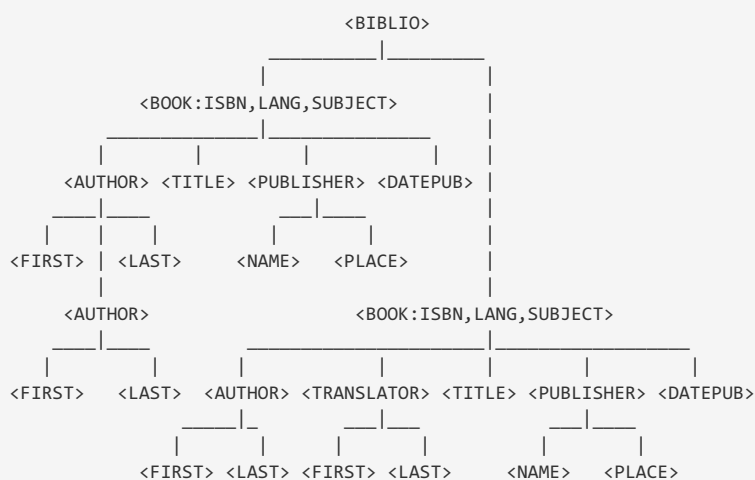 <BIBLIO>
<BOOK:ISBN,LANG,SUBJECT>
<AUTHOR> <TITLE> <PUBLISHER> <DATEPUB>
<FIRST> <LAST> <NAME> <PLACE>
<AUTHOR> <BOOK:ISBN,LANG,SUBJECT>
<FIRST> <LAST> <AUTHOR> <TRANSLATOR> <TITLE> <PUBLISHER> <DATEPUB>
<FIRST> <LAST> <FIRST> <LAST> <NAME> <PLACE>